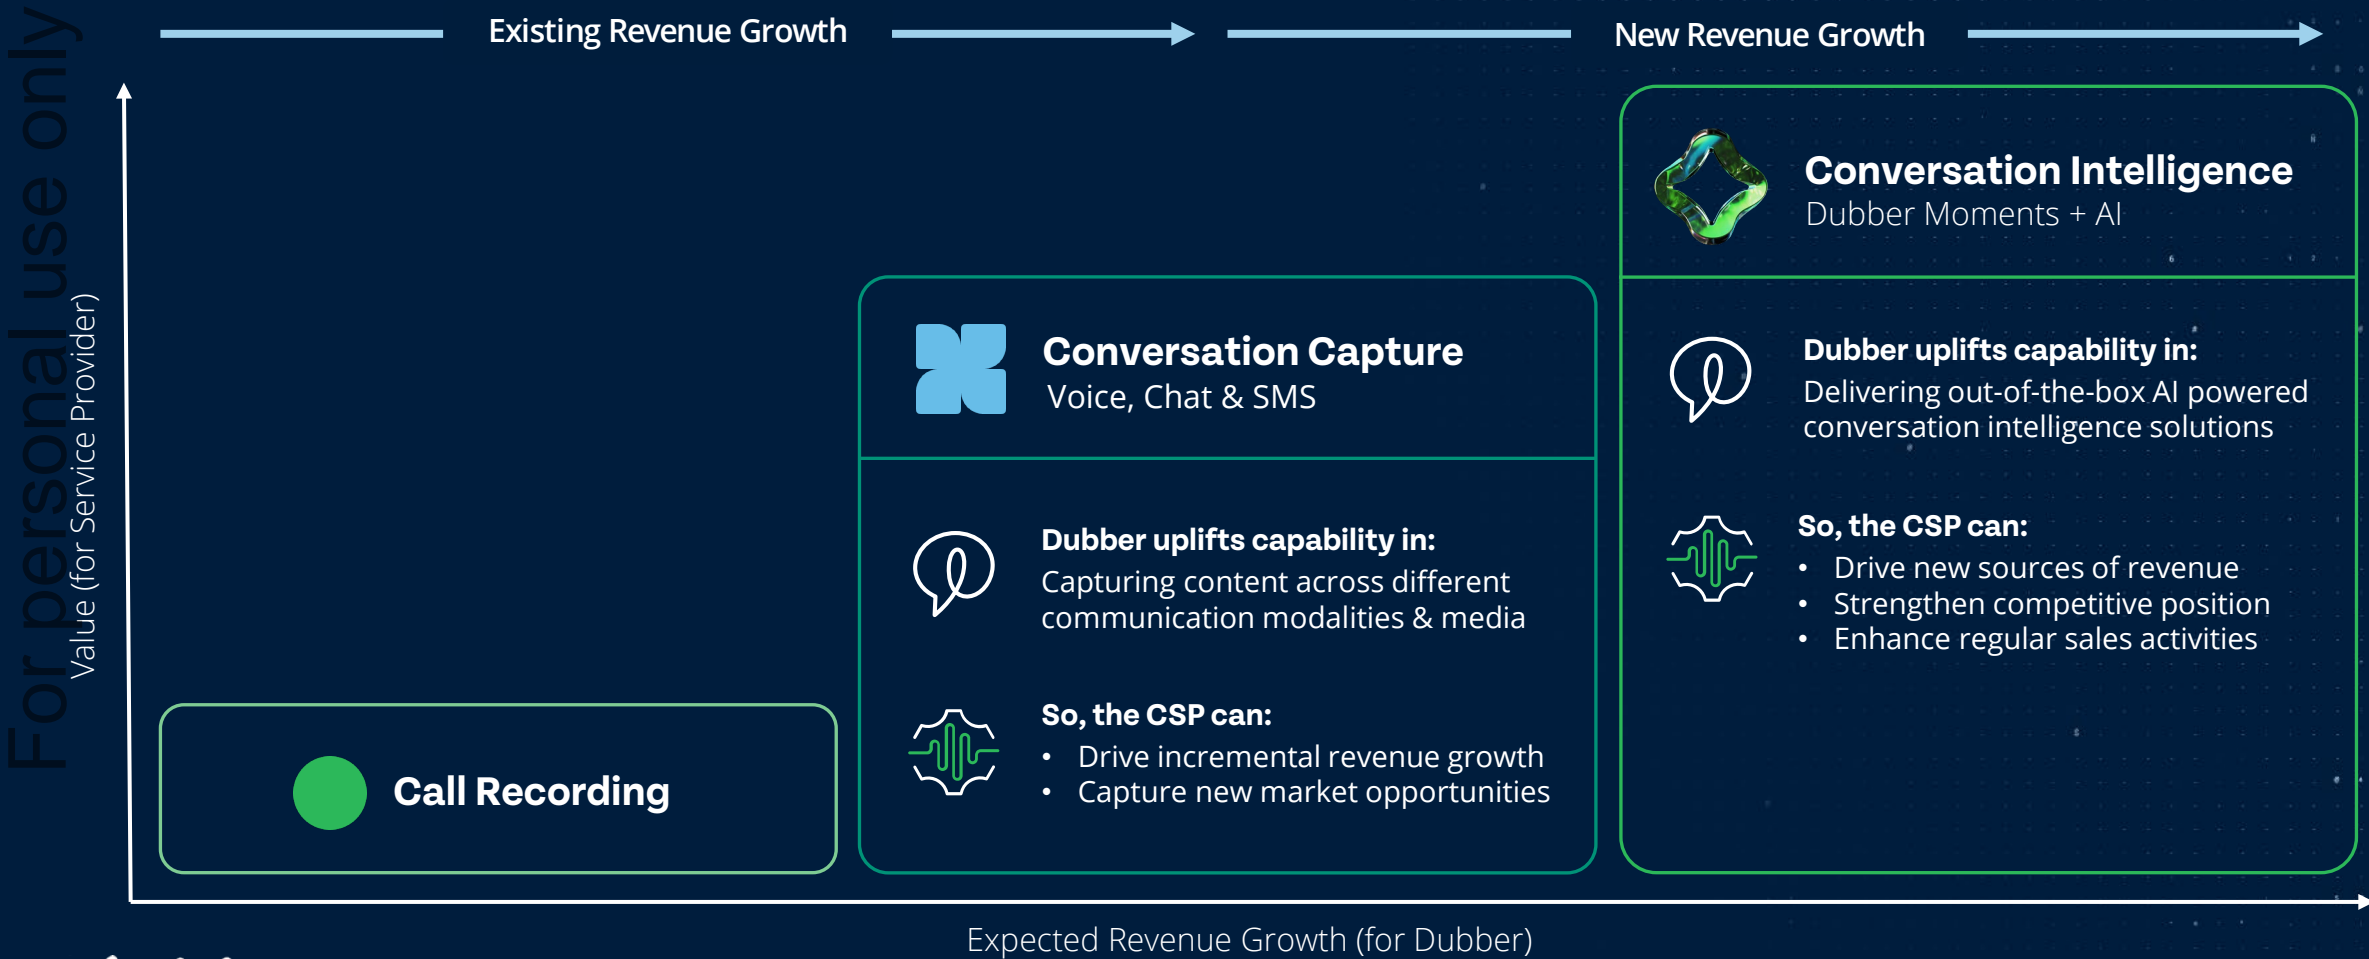 Existing Revenue Growth
New Revenue Growth
For personal use only
Value (for Service Provider)
Call Recording
Conversation Capture
Voice, Chat & SMS
Dubber uplifts capability in:
Capturing content across different
communication modalities & media
So, the CSP can:
• Drive incremental revenue growth
• Capture new market opportunities
Conversation Intelligence
Dubber Moments + AI
Dubber uplifts capability in:
Delivering out-of-the-box AI powered
conversation intelligence solutions
So, the CSP can:
• Drive new sources of revenue
• Strengthen competitive position
• Enhance regular sales activities
Expected Revenue Growth (for Dubber)